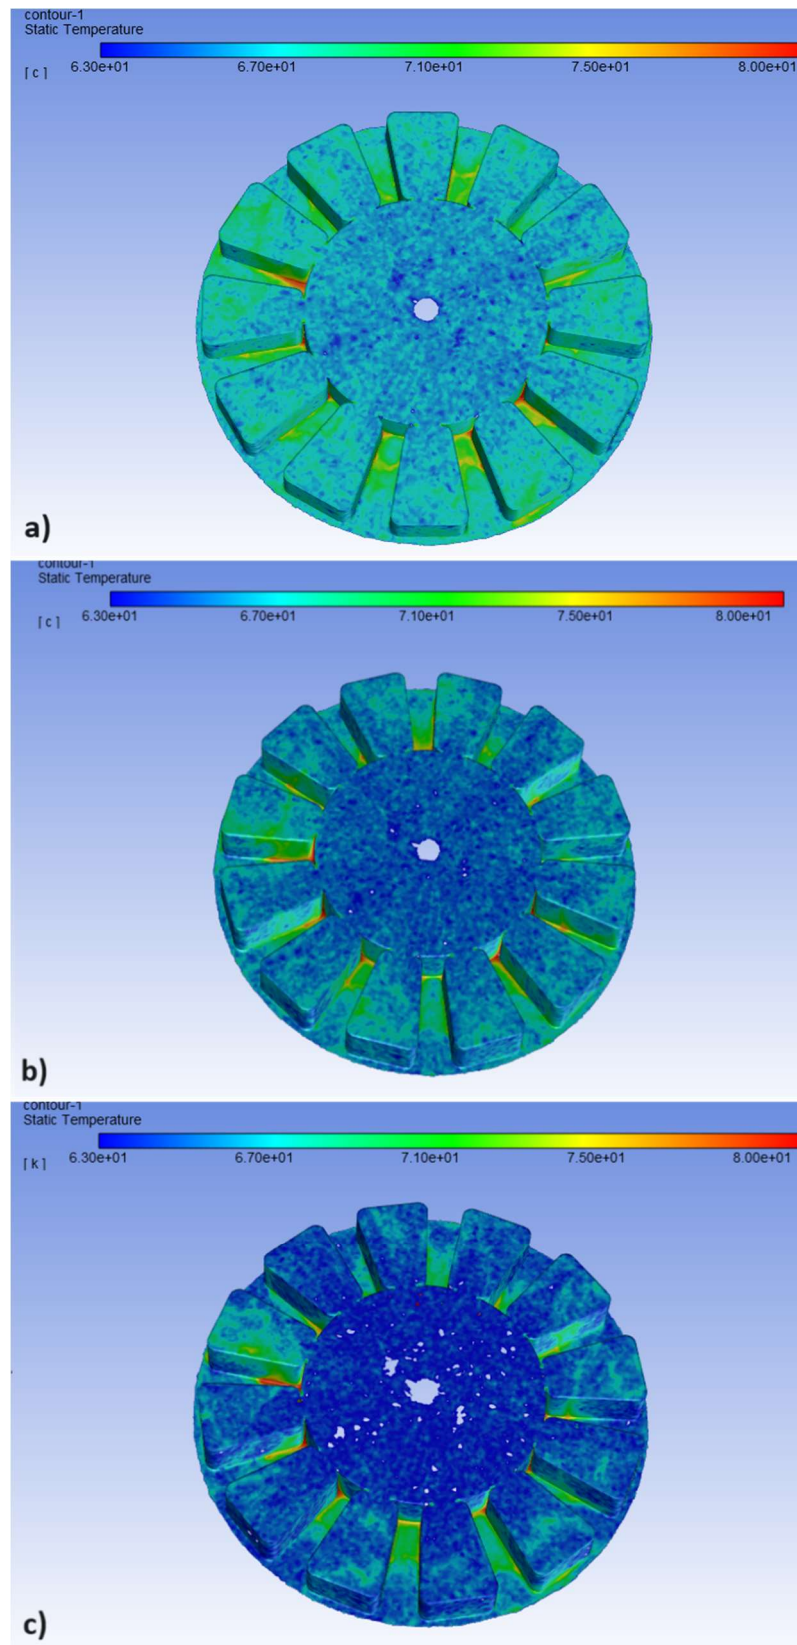 contour-1
Static Temperature
[ c ] 6.30e+01 6.70e+01 7.10e+01 7.50e+01 8.00e+01
a)
contour-1
Static Temperature
[ c ] 6.30e+01 6.70e+01 7.10e+01 7.50e+01 8.00e+01
b)
contour-1
Static Temperature
[ k ] 6.30e+01 6.70e+01 7.10e+01 7.50e+01 8.00e+01
c)